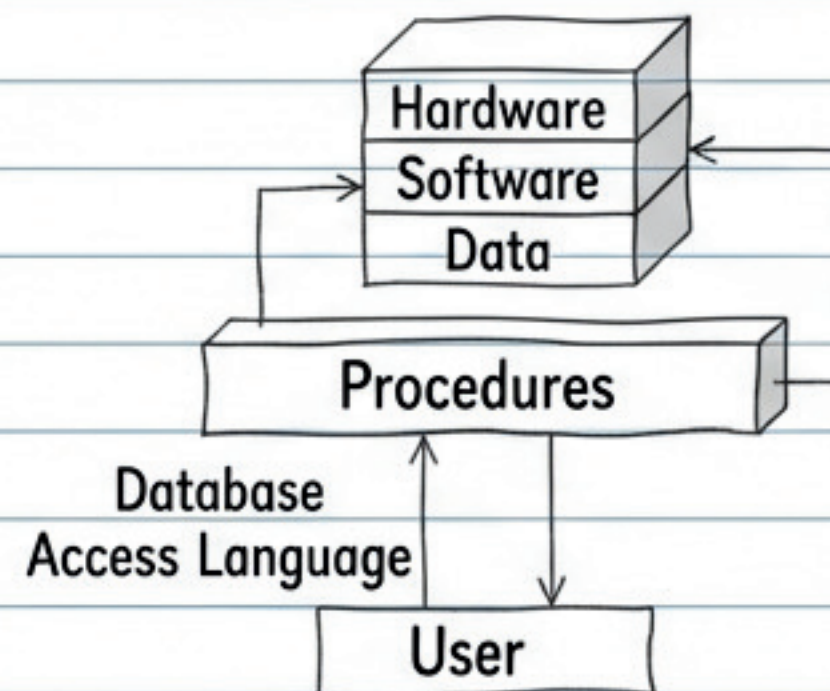 Hardware
Software
Data
Procedures
Database
Access Language
User